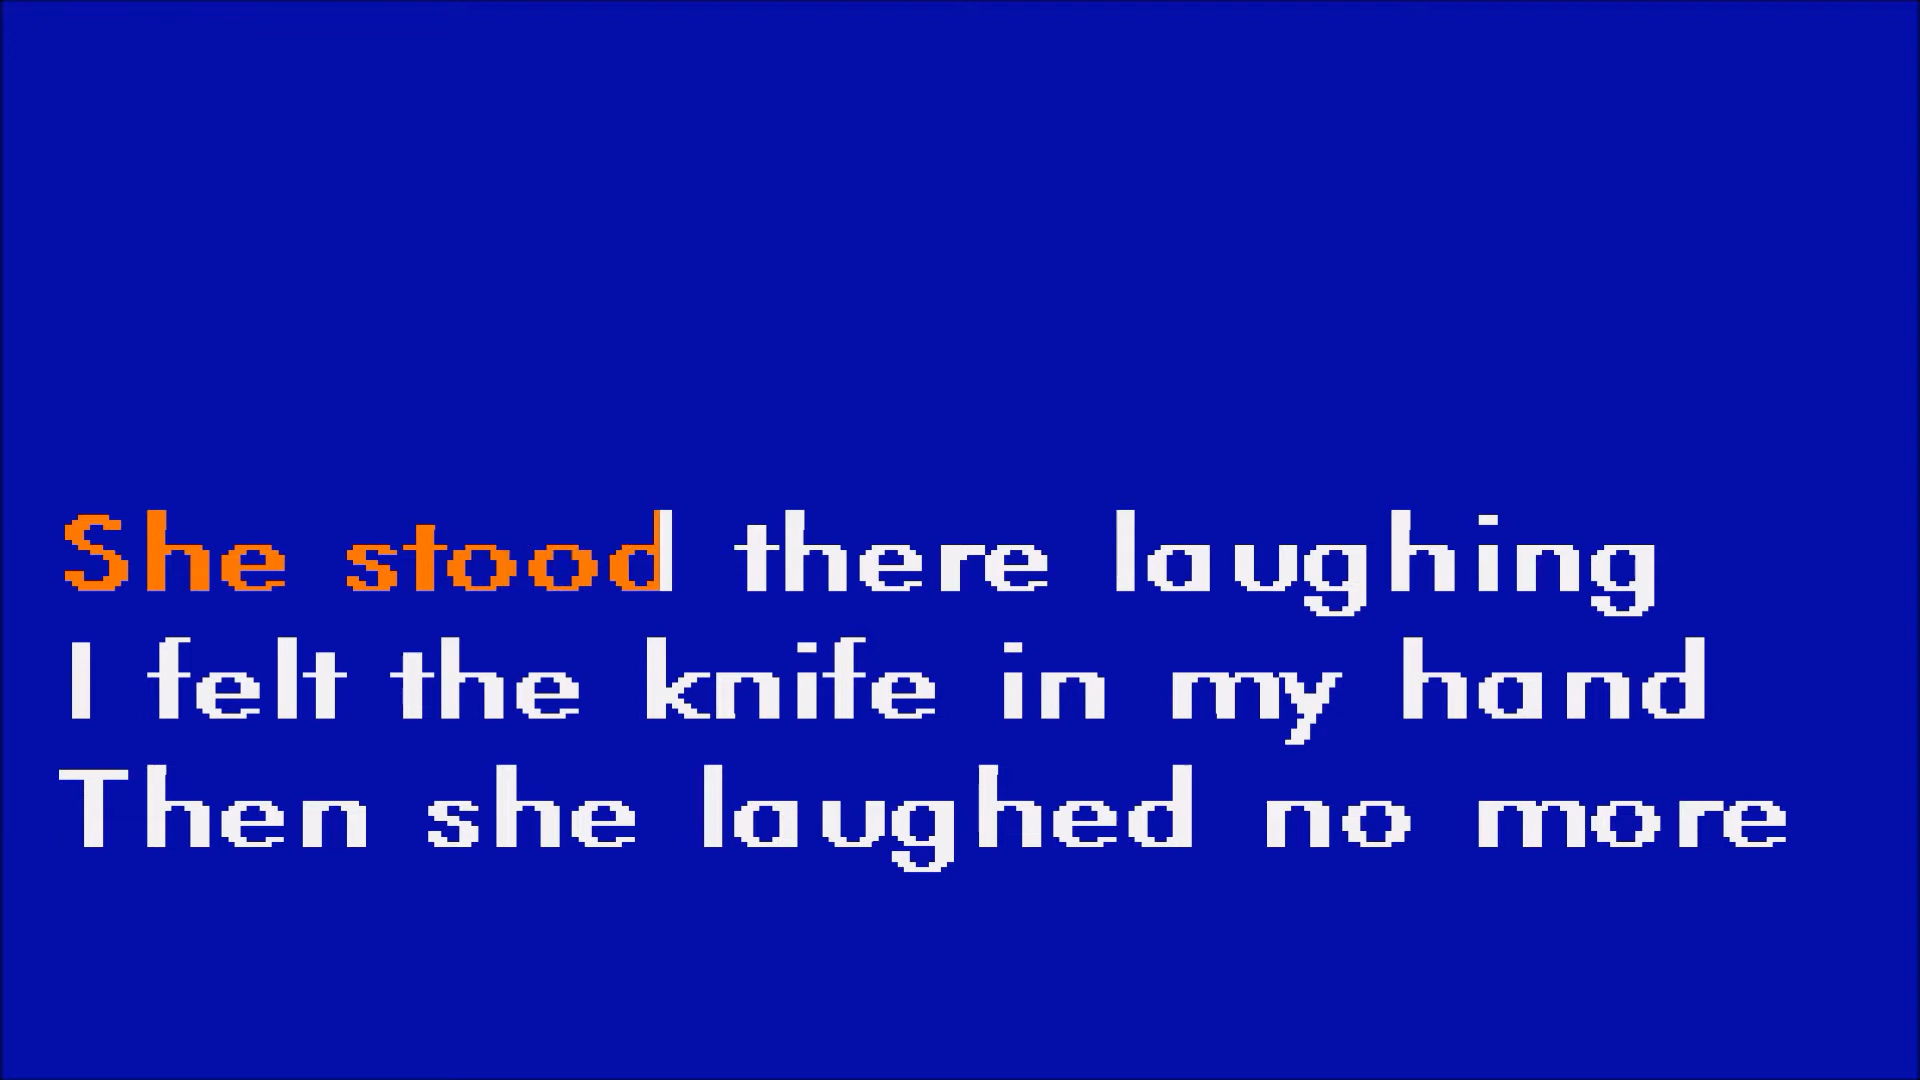 She stood there laughing
I felt the knife in my hand
Then she laughed no more